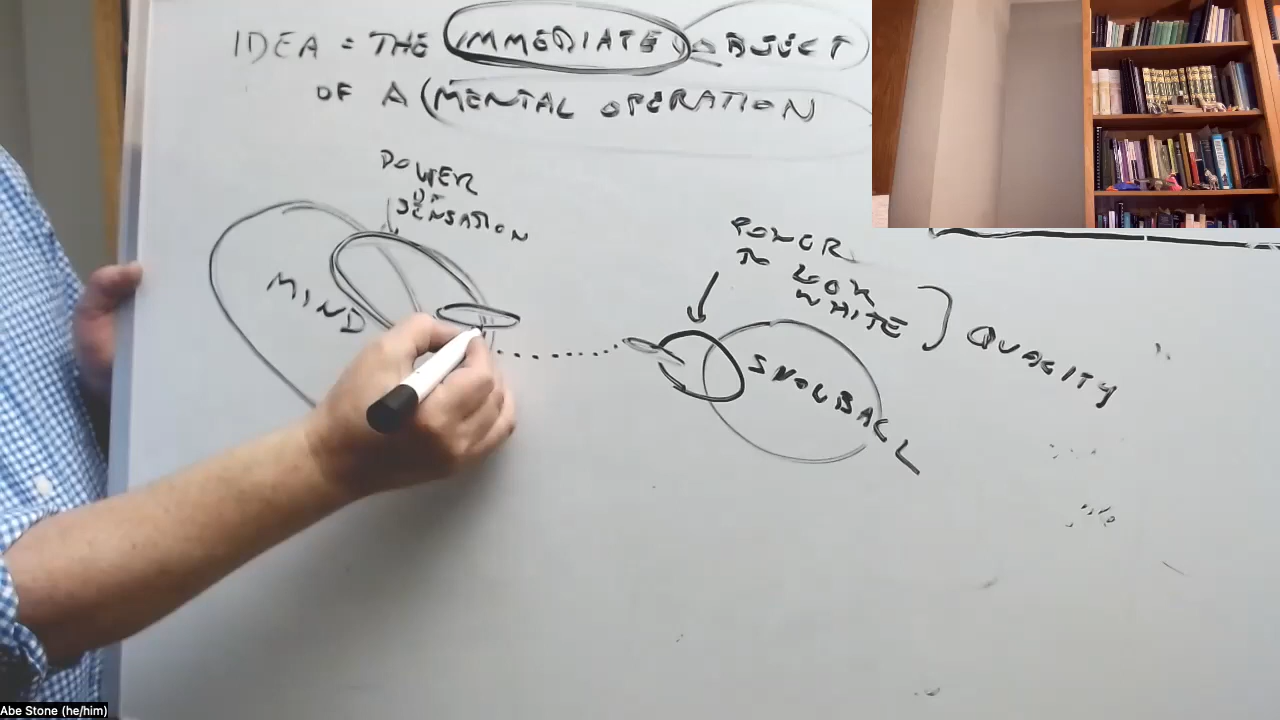 IDEA = THE IMMEDIATE OBJECT
OF A (MENTAL OPERATION
POWER
OF
SENSATION
MIND
POWER
TO LOOK
WHITE
QUALITY
SNOWBALL
Abe Stone (he/him)